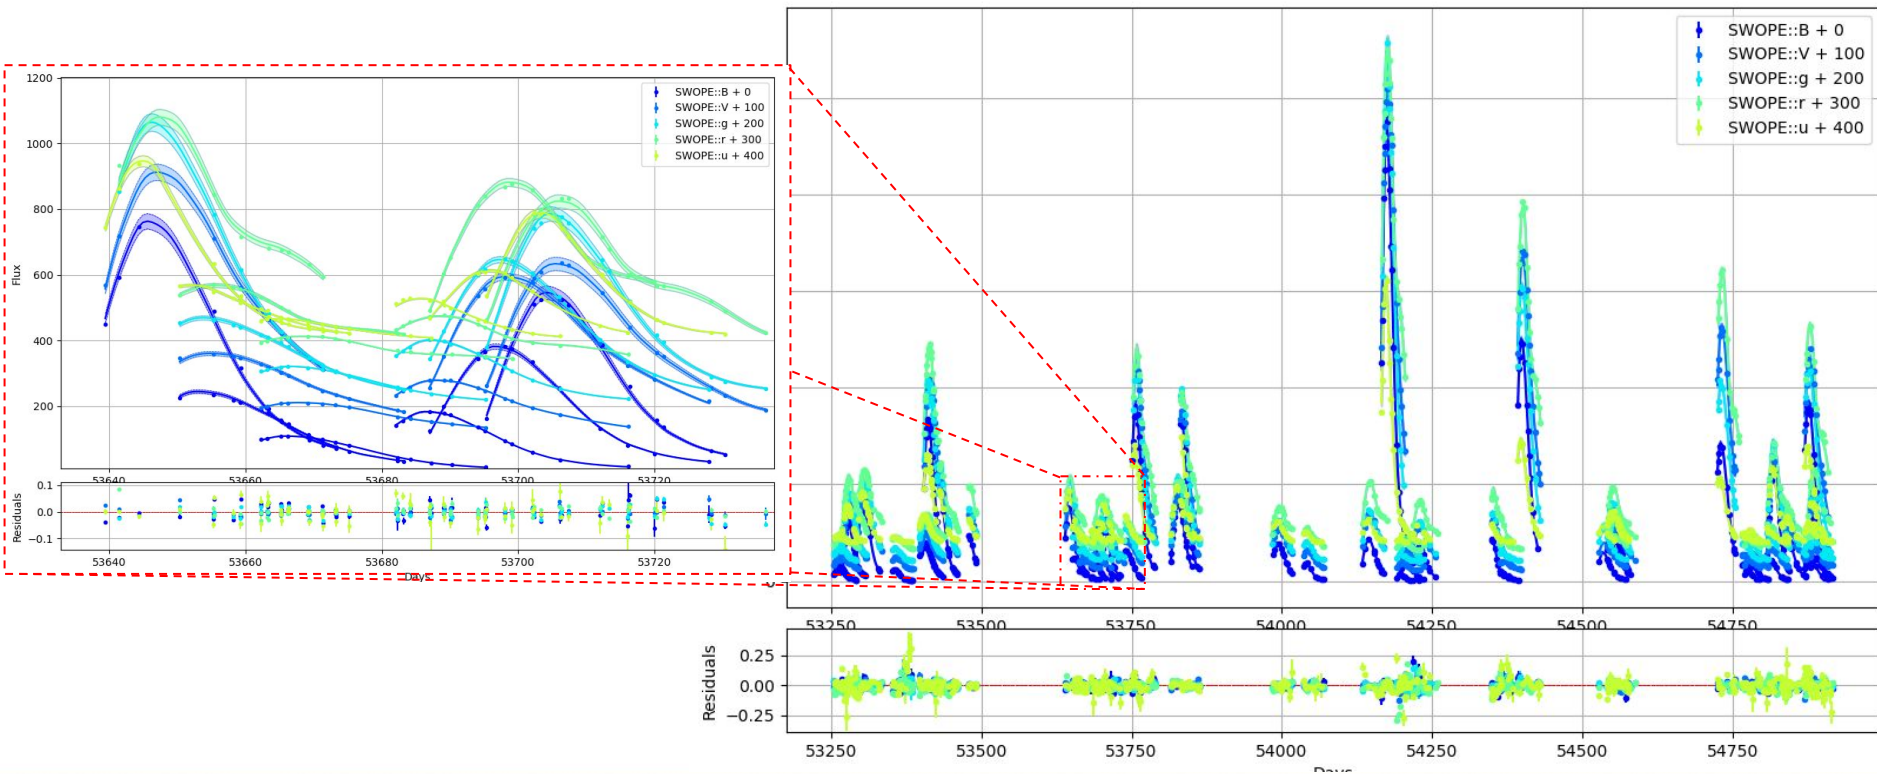 SWOPE::B + 0
SWOPE::V + 100
SWOPE::g + 200
SWOPE::r + 300
SWOPE::u + 400
1200
1000
800
600
400
200
Flux
SWOPE::B + 0
SWOPE::V + 100
SWOPE::g + 200
SWOPE::r + 300
SWOPE::u + 400
53640 53660 53680 53700 53720
0.1
0.0
−0.1
Residuals
53640 53660 53680 53700 53720
Days
0
53250 53500 53750 54000 54250 54500 54750
0.25
0.00
−0.25
Residuals
53250 53500 53750 54000 54250 54500 54750
Days